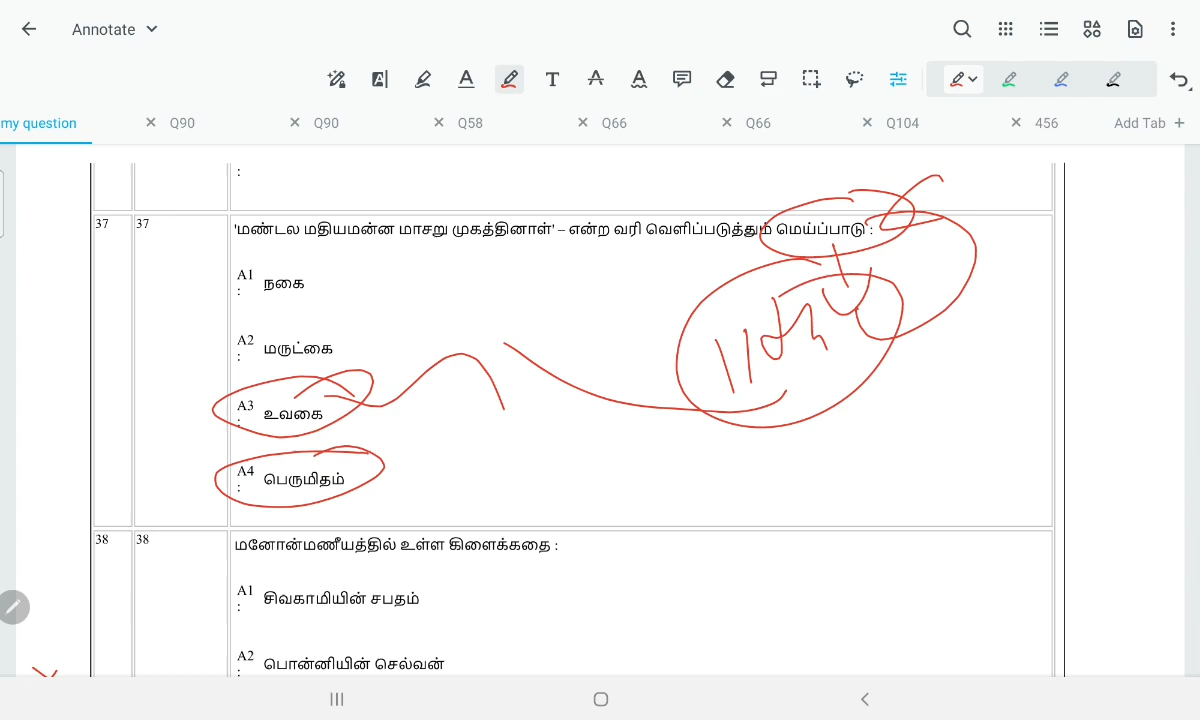 Annotate
my question
Q90
Q90
Q58
Q66
Q66
Q104
456
Add Tab +
:
37
37
'மண்டல மதியமன்ன மாசறு முகத்தினாள்' – என்ற வரி வெளிப்படுத்தும் மெய்ப்பாடு :
A1 : நகை
A2 : மருட்கை
A3 : உவகை
A4 : பெருமிதம்
38
38
மனோன்மணீயத்தில் உள்ள கிளைக்கதை :
A1 : சிவகாமியின் சபதம்
A2 : பொன்னியின் செல்வன்